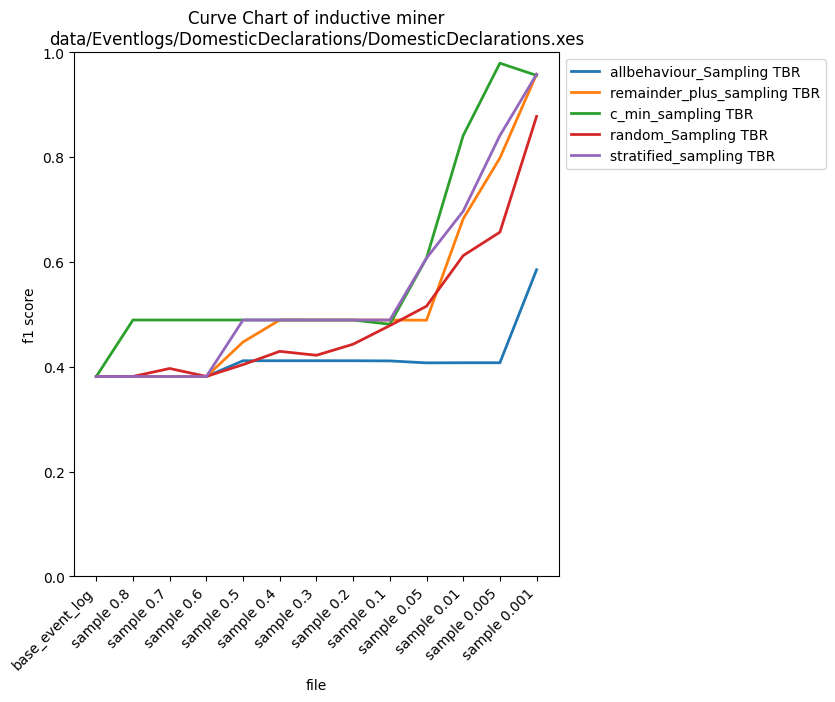 Curve Chart of inductive miner
data/Eventlogs/DomesticDeclarations/DomesticDeclarations.xes
1.0
0.8
0.6
0.4
0.2
0.0
f1 score
allbehaviour_Sampling TBR
remainder_plus_sampling TBR
c_min_sampling TBR
random_Sampling TBR
stratified_sampling TBR
base_event_log
sample 0.8
sample 0.7
sample 0.6
sample 0.5
sample 0.4
sample 0.3
sample 0.2
sample 0.1
sample 0.05
sample 0.01
sample 0.005
sample 0.001
file